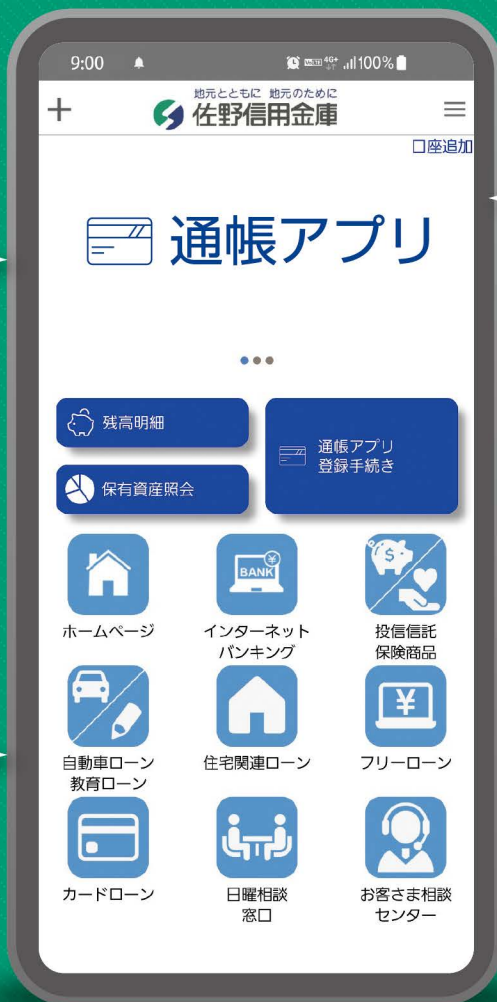 9:00
4G+
100%
地元とともに 地元のために
佐野信用金庫
口座追加
通帳アプリ
残高明細
通帳アプリ
登録手続き
保有資産照会
BANK
ホームページ
インターネット
バンキング
投信信託
保険商品
自動車ローン
教育ローン
住宅関連ローン
フリーローン
カードローン
日曜相談
窓口
お客さま相談
センター